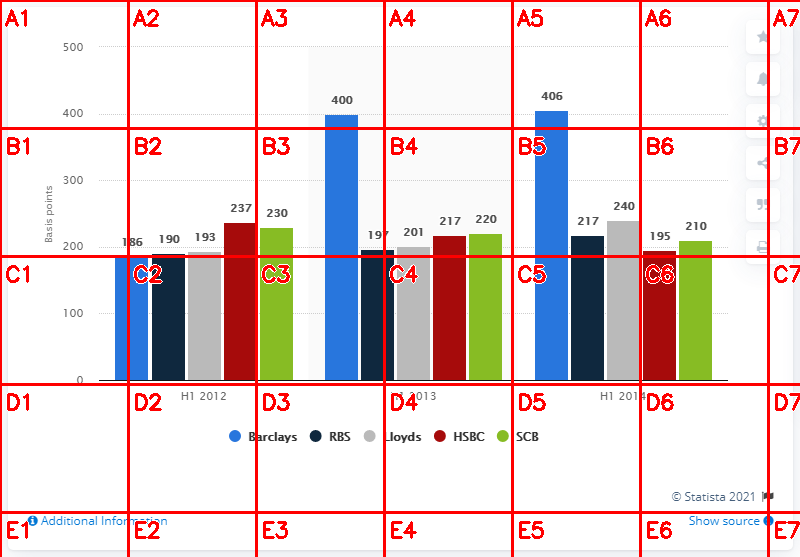 A1 A2 A3 A4 A5 A6 A7
500
400
400 406
B1 B2 B3 B4 B5 B6 B7
300
Basis points
200
186 190 193 237 230 197 201 217 220 217 240 195 210
C1 C2 C3 C4 C5 C6 C7
100
0
H1 2012 H1 2013 H1 2014
D1 D2 D3 D4 D5 D6 D7
Barclays RBS Lloyds HSBC SCB
© Statista 2021
Additional Information Show source
E1 E2 E3 E4 E5 E6 E7